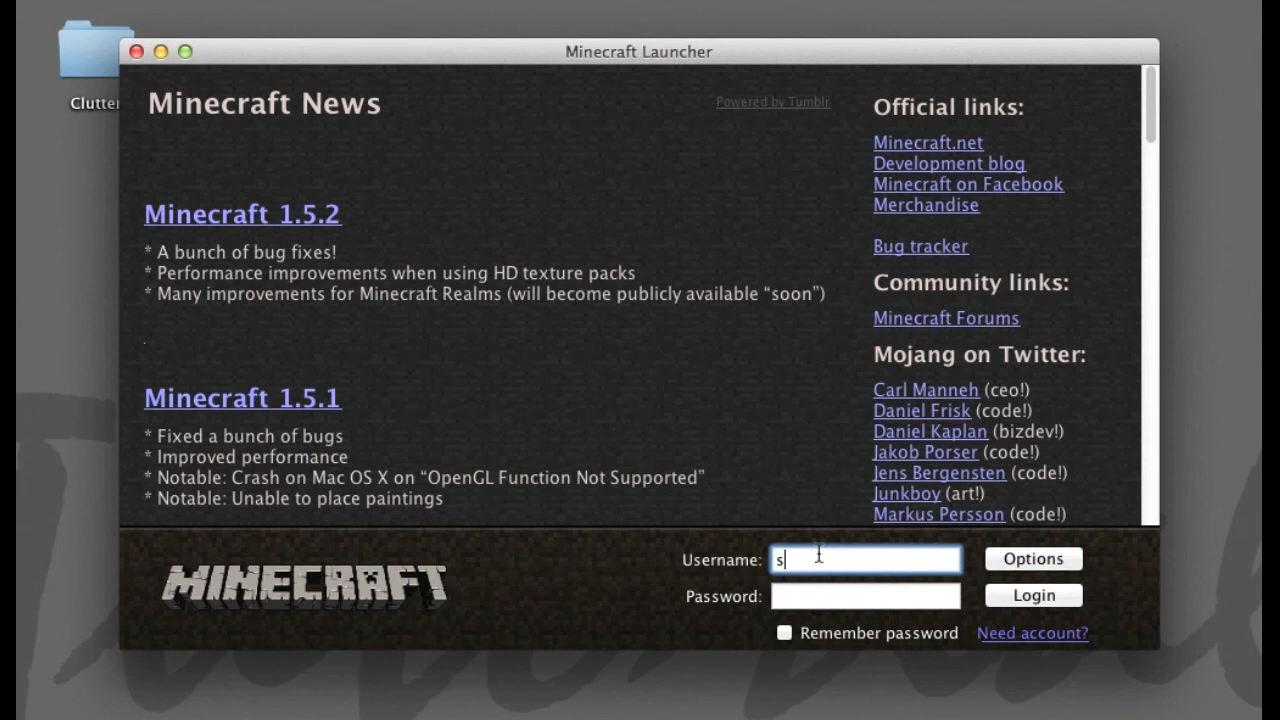 Minecraft Launcher
Clutter
Minecraft News
Powered by Tumblr
Minecraft 1.5.2
* A bunch of bug fixes!
* Performance improvements when using HD texture packs
* Many improvements for Minecraft Realms (will become publicly available “soon”)
.
Minecraft 1.5.1
* Fixed a bunch of bugs
* Improved performance
* Notable: Crash on Mac OS X on “OpenGL Function Not Supported”
* Notable: Unable to place paintings
Official links:
Minecraft.net
Development blog
Minecraft on Facebook
Merchandise
Bug tracker
Community links:
Minecraft Forums
Mojang on Twitter:
Carl Manneh (ceo!)
Daniel Frisk (code!)
Daniel Kaplan (bizdev!)
Jakob Porser (code!)
Jens Bergensten (code!)
Junkboy (art!)
Markus Persson (code!)
MINECRAFT
Username: s
Options
Password:
Login
Remember password
Need account?